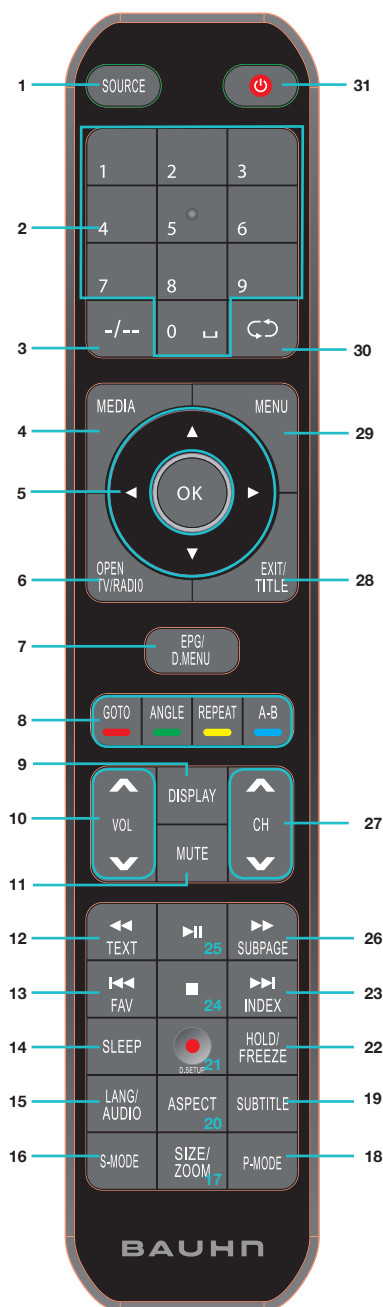 1 SOURCE 31
1 2 3
2 4 5 6
7 8 9
3 -/-- 0 30
4 MEDIA MENU 29
5 OK
6 OPEN TV/RADIO EXIT/ TITLE 28
7 EPG/ D.MENU
8 GOTO ANGLE REPEAT A-B
9 DISPLAY
10 VOL CH 27
11 MUTE
12 TEXT 25 SUBPAGE 26
13 FAV 24 INDEX 23
14 SLEEP D.SETUP 21 HOLD/ FREEZE 22
15 LANG/ AUDIO ASPECT 20 SUBTITLE 19
16 S-MODE SIZE/ ZOOM 17 P-MODE 18
BAUHN